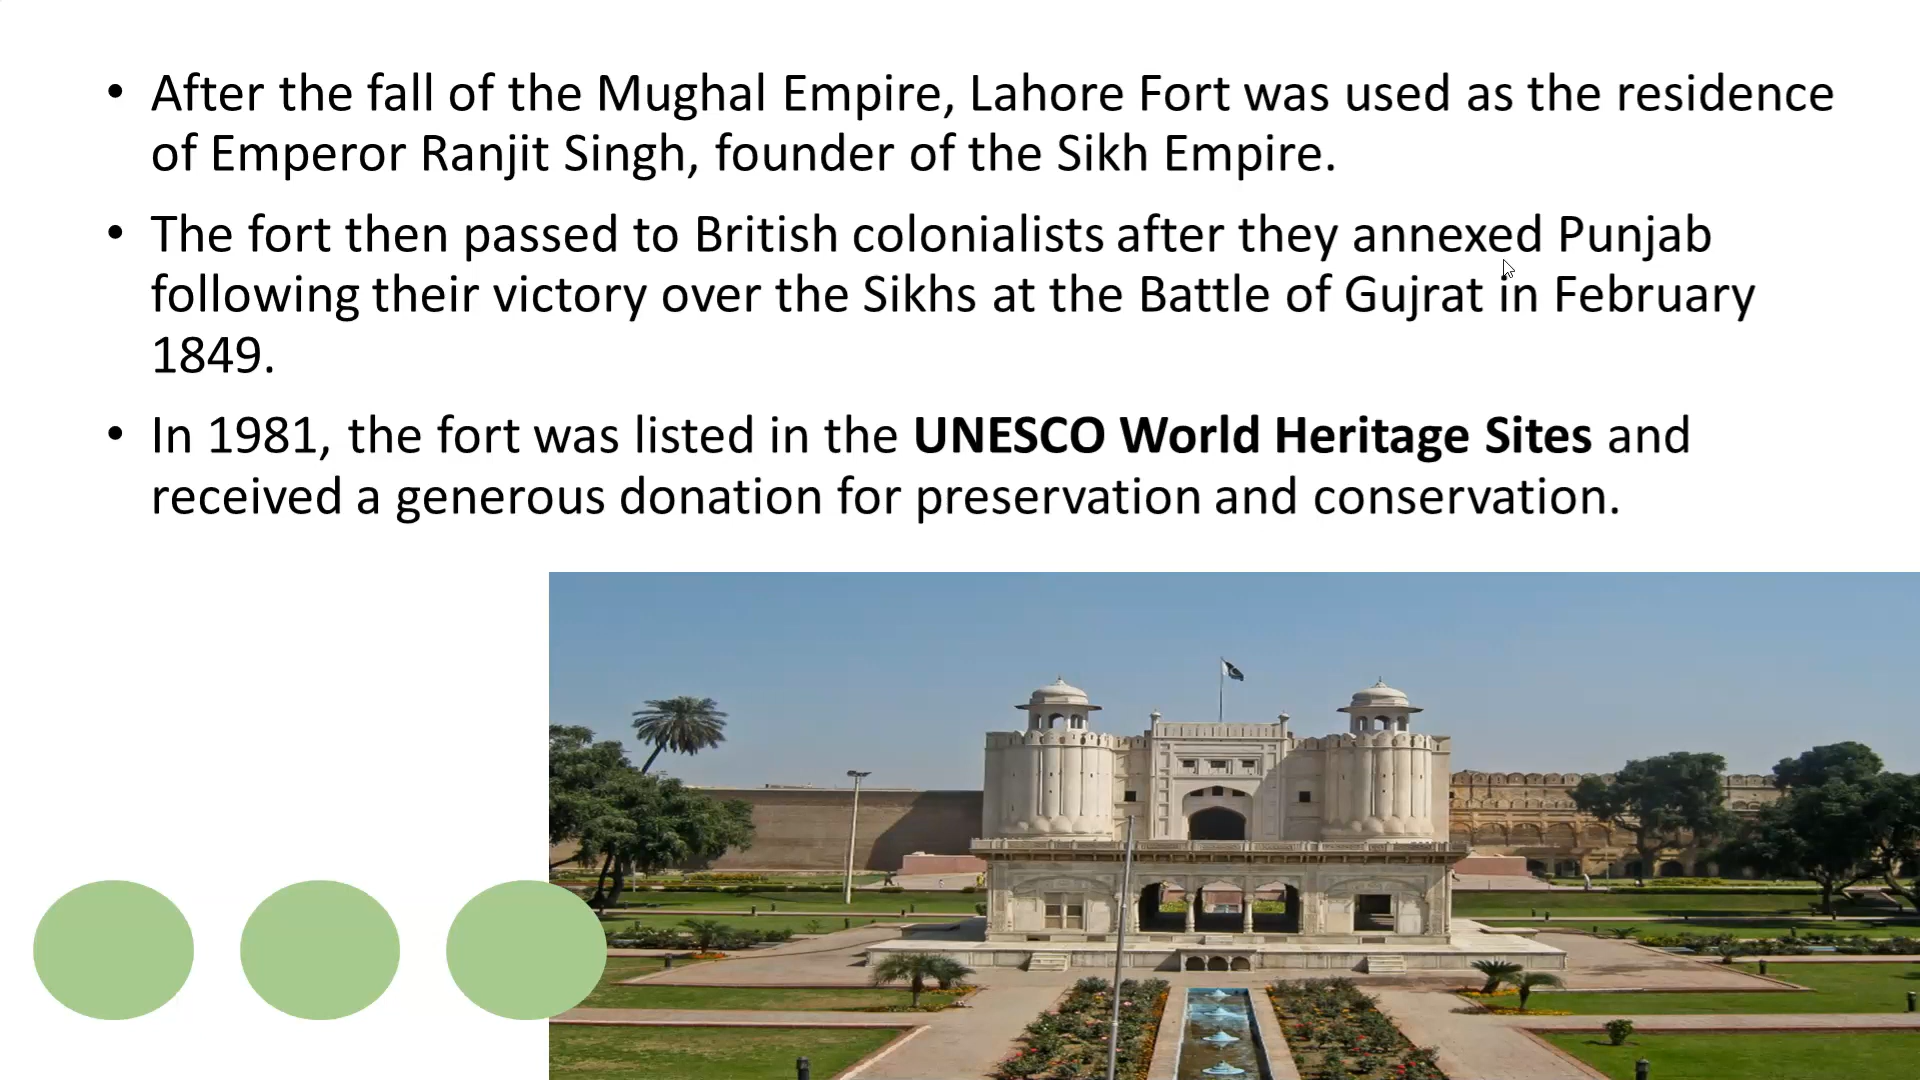 • After the fall of the Mughal Empire, Lahore Fort was used as the residence
of Emperor Ranjit Singh, founder of the Sikh Empire.
• The fort then passed to British colonialists after they annexed Punjab
following their victory over the Sikhs at the Battle of Gujrat in February
1849.
• In 1981, the fort was listed in the UNESCO World Heritage Sites and
received a generous donation for preservation and conservation.